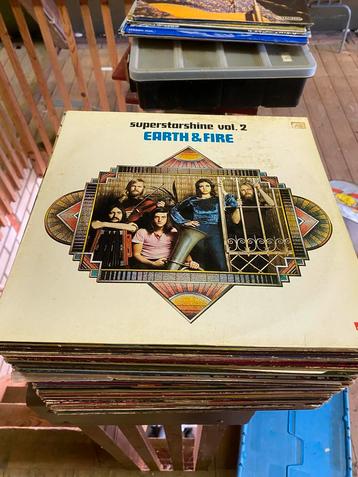 superstarshine vol. 2
EARTH & FIRE